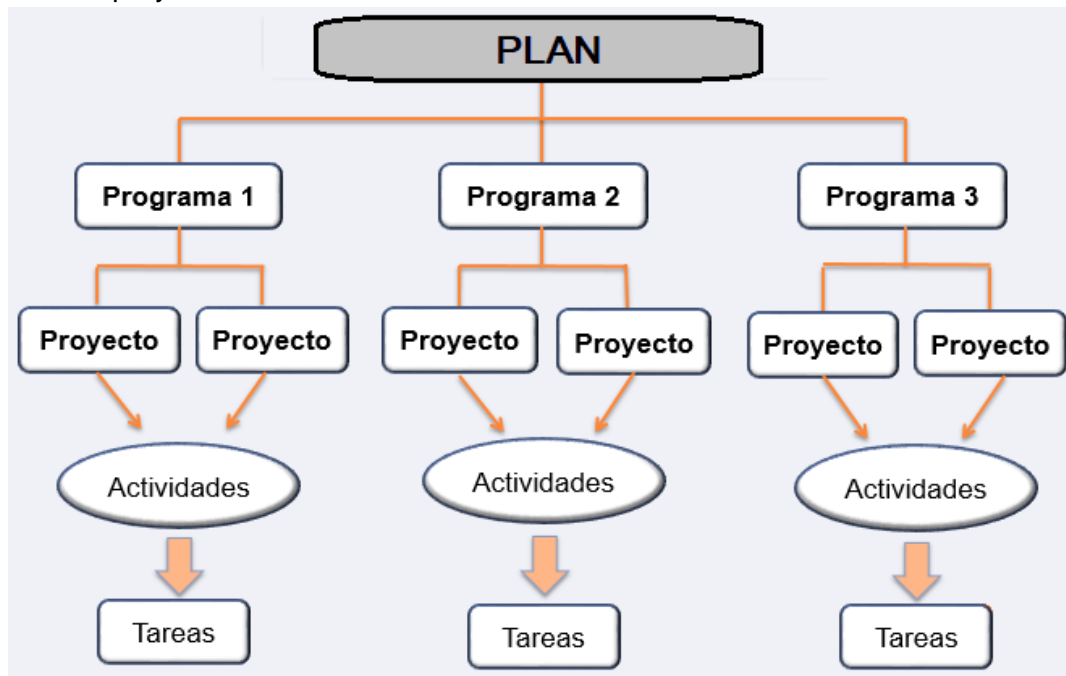 PLAN
Programa 1
Programa 2
Programa 3
Proyecto
Proyecto
Proyecto
Proyecto
Proyecto
Proyecto
Actividades
Actividades
Actividades
Tareas
Tareas
Tareas